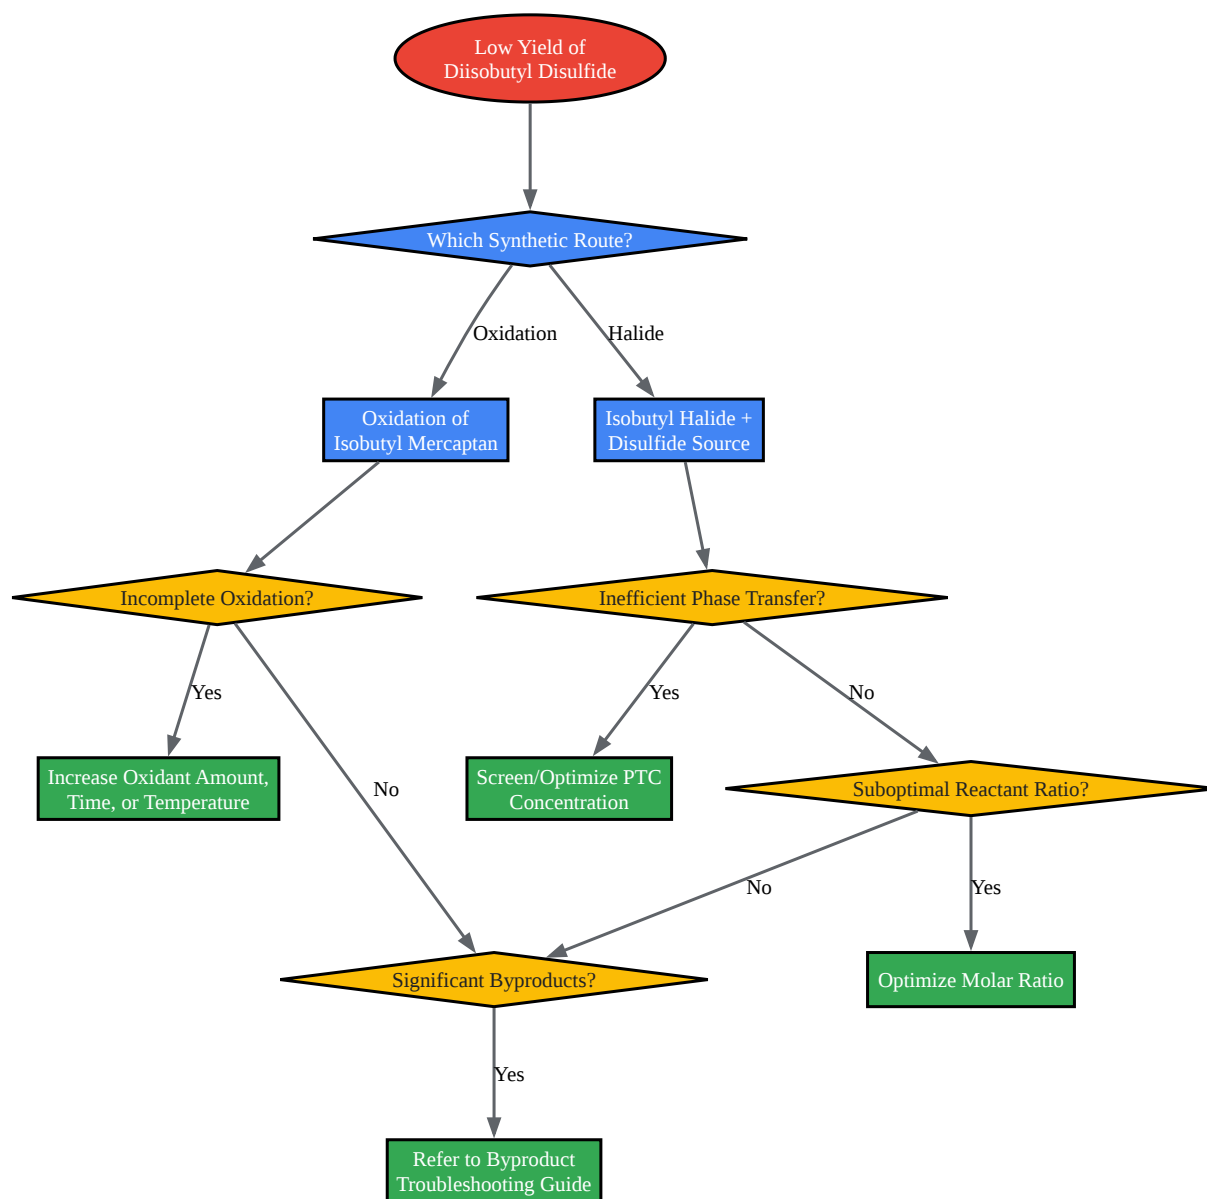 Low Yield of
Diisobutyl Disulfide
Which Synthetic Route?
Oxidation
Halide
Oxidation of
Isobutyl Mercaptan
Isobutyl Halide +
Disulfide Source
Incomplete Oxidation?
Inefficient Phase Transfer?
Yes
Yes
No
Increase Oxidant Amount,
Time, or Temperature
No
Screen/Optimize PTC
Concentration
Suboptimal Reactant Ratio?
No
Yes
Significant Byproducts?
Optimize Molar Ratio
Yes
Refer to Byproduct
Troubleshooting Guide